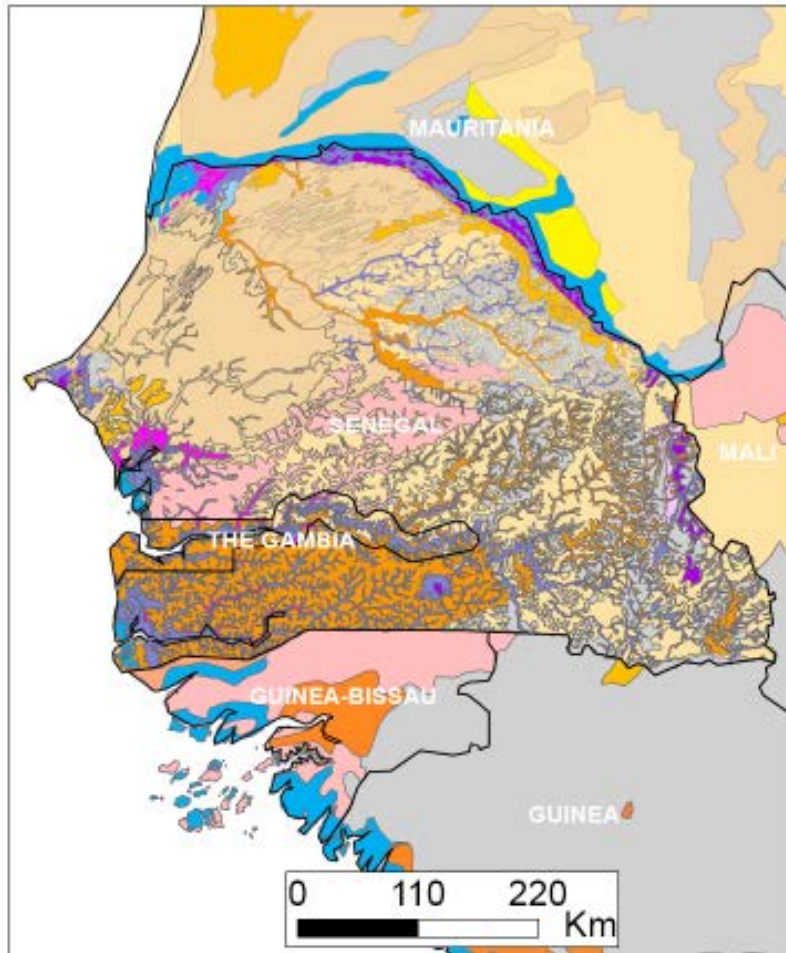 MAURITANIA
SENEGAL
MALI
THE GAMBIA
GUINEA-BISSAU
GUINEA
0 110 220
Km